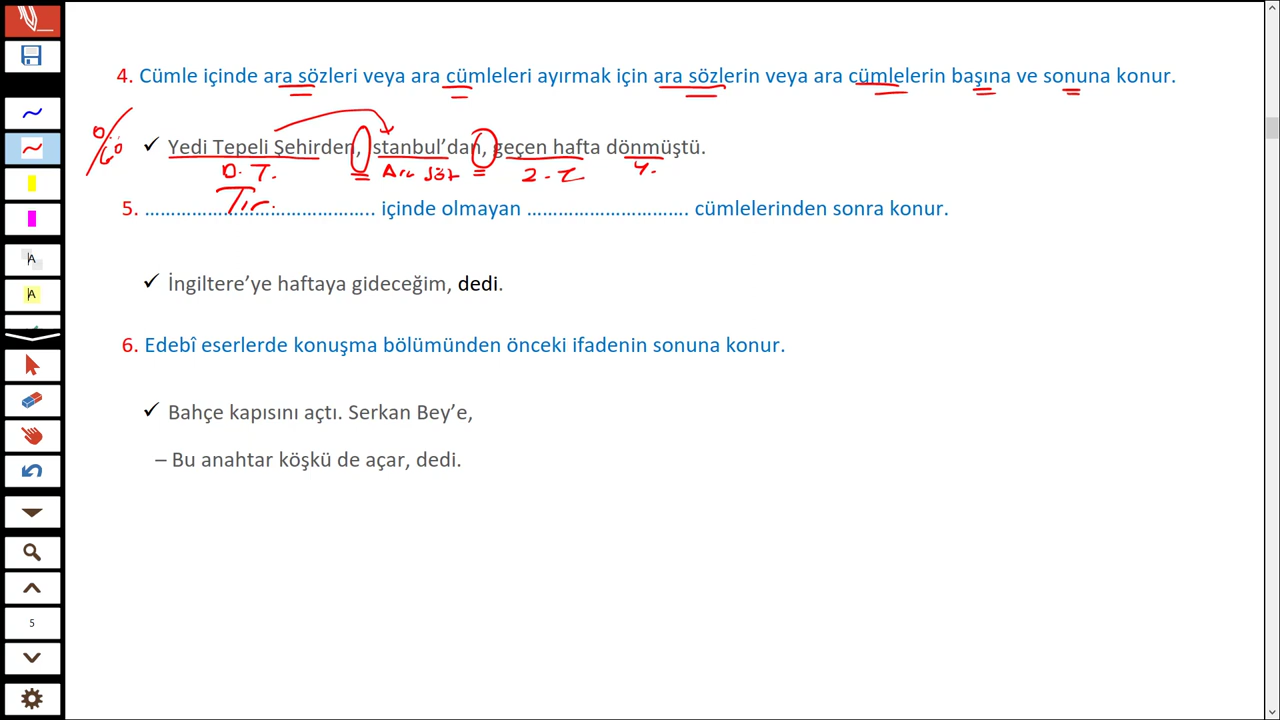 4. Cümle içinde ara sözleri veya ara cümleleri ayırmak için ara sözlerin veya ara cümlelerin başına ve sonuna konur.
% 60
✓ Yedi Tepeli Şehirden, İstanbul'dan, geçen hafta dönmüştü.
D.T. Ara Söz Z.T. Y.
Tır.
5. ……………………………….. içinde olmayan ………………………. cümlelerinden sonra konur.
✓ İngiltere'ye haftaya gideceğim, dedi.
6. Edebî eserlerde konuşma bölümünden önceki ifadenin sonuna konur.
✓ Bahçe kapısını açtı. Serkan Bey'e,
– Bu anahtar köşkü de açar, dedi.
A
A
5